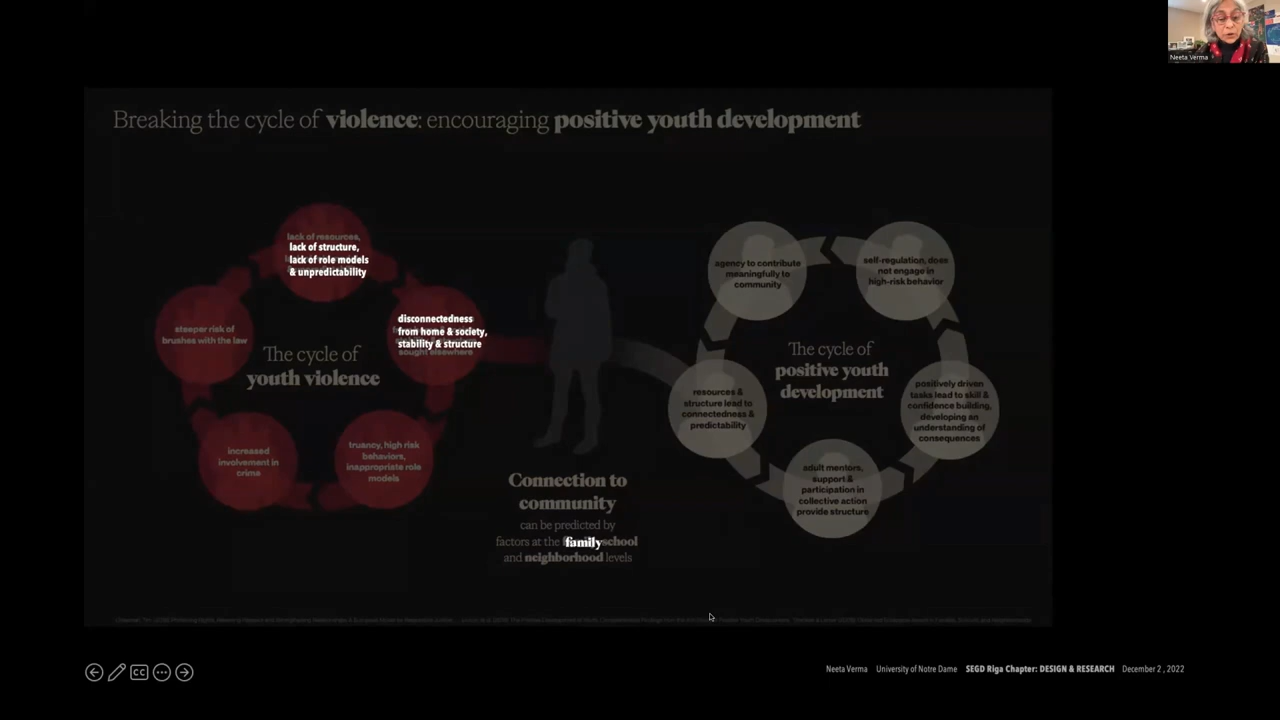 Neeta Verma
Breaking the cycle of violence: encouraging positive youth development
lack of resources,
lack of structure,
lack of role models
& unpredictability
disconnectedness
from home & society,
stability & structure
sought elsewhere
steeper risk of
brushes with the law
The cycle of
youth violence
increased
involvement in
crime
truancy, high risk
behaviors,
inappropriate role
models
Connection to
community
can be predicted by
factors at the family school
and neighborhood levels
agency to contribute
meaningfully to
community
self-regulation, does
not engage in
high-risk behavior
The cycle of
positive youth
development
resources &
structure lead to
connectedness &
predictability
positively driven
tasks lead to skill &
confidence building,
developing an
understanding of
consequences
adult mentors,
support &
participation in
collective action
provide structure
CC
Neeta Verma University of Notre Dame SEGD Riga Chapter: DESIGN & RESEARCH December 2 , 2022